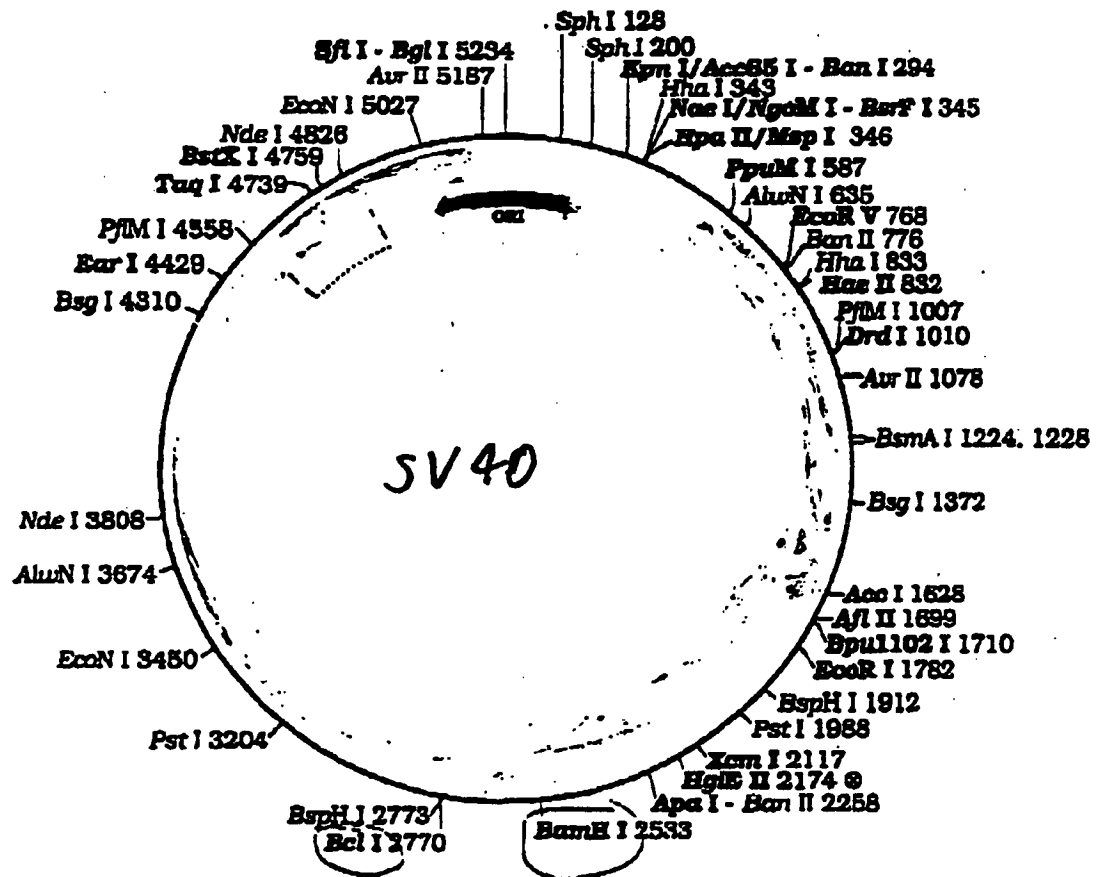 Sph I 128
Sph I 200
Sfi I - Bgl I 5234
Kpn I/Acc65 I - Ban I 294
Avr II 5187
Hha I 343
EcoN I 5027
Nae I/NgoM I - BsrF I 345
Nde I 4826
Hpa II/Msp I 346
BstX I 4759
PpuM I 587
Taq I 4739
AlwN I 635
ORI
EcoR V 768
PflM I 4558
Ban II 776
Ear I 4429
Hha I 833
Hae II 832
Bsg I 4310
PflM I 1007
Drd I 1010
Avr II 1078
BsmA I 1224, 1228
SV40
Bsg I 1372
Nde I 3808
AlwN I 3674
Acc I 1628
Afl II 1699
Bpu1102 I 1710
EcoN I 3450
EcoR I 1782
BspH I 1912
Pst I 1988
Pst I 3204
Xcm I 2117
HgiE II 2174 ⊗
Apa I - Ban II 2258
BspH I 2773
BamH I 2533
Bcl I 2770